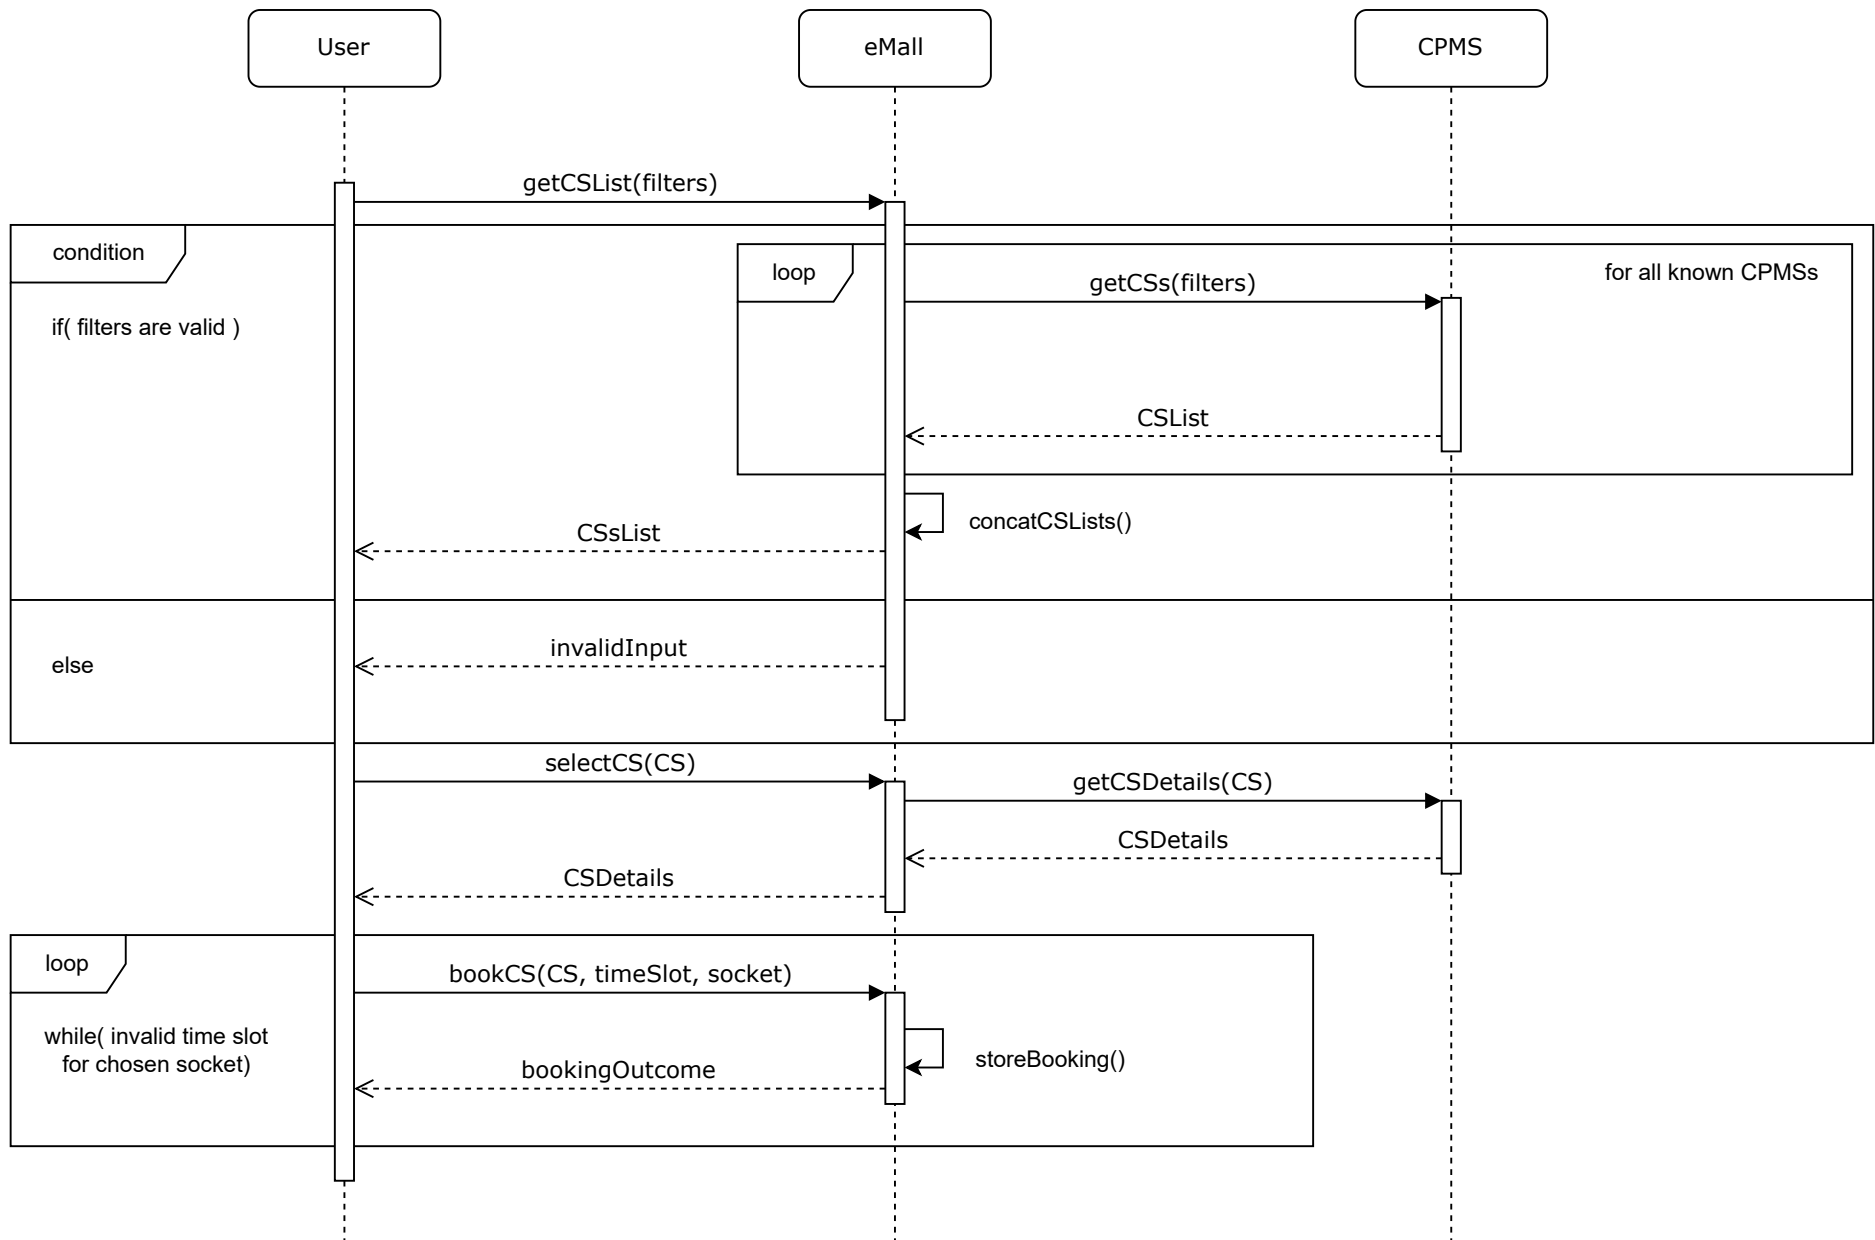 User
eMall
CPMS
getCSList(filters)
condition
loop
for all known CPMSs
getCSs(filters)
if( filters are valid )
CSList
concatCSLists()
CSsList
invalidInput
else
selectCS(CS)
getCSDetails(CS)
CSDetails
CSDetails
loop
bookCS(CS, timeSlot, socket)
while( invalid time slot
for chosen socket)
storeBooking()
bookingOutcome